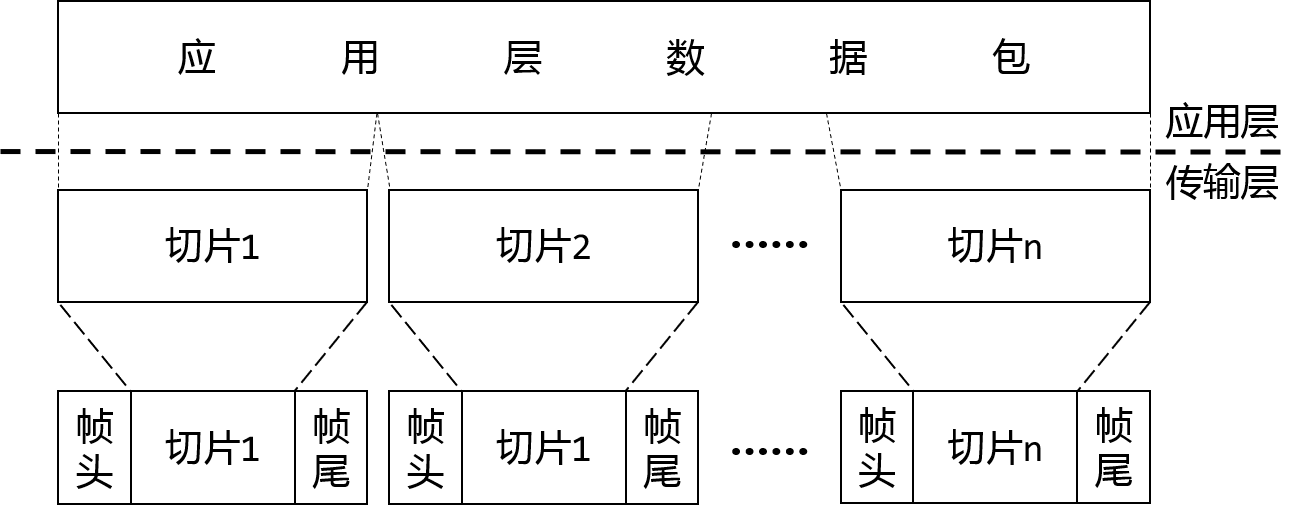 应用层数据包
应用层
传输层
切片1 切片2 …… 切片n
帧头 切片1 帧尾 帧头 切片1 帧尾 …… 帧头 切片n 帧尾